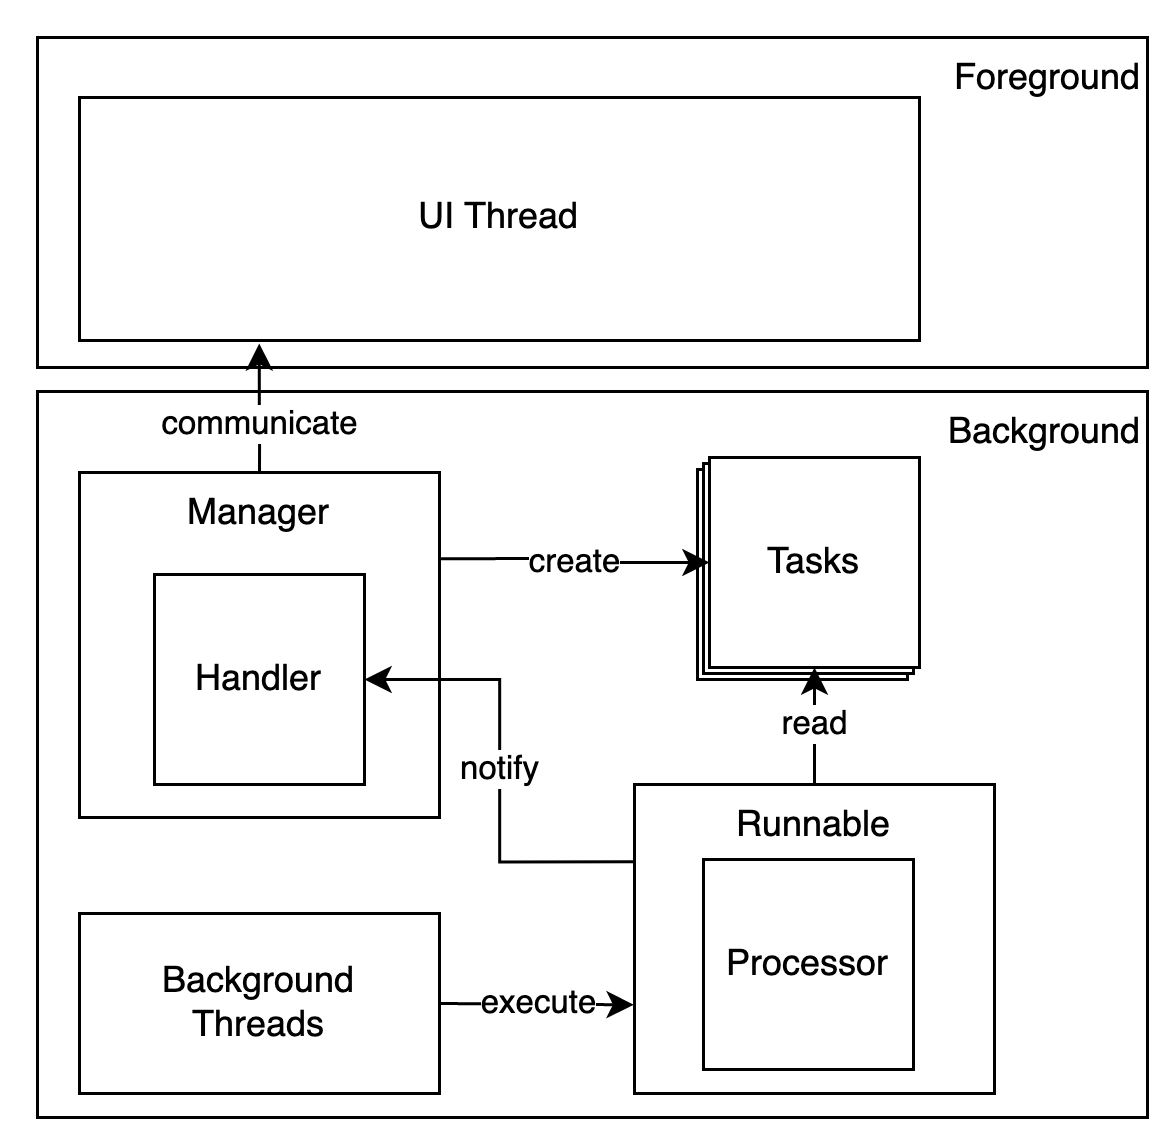 Foreground
UI Thread
communicate
Background
Manager
create
Tasks
Handler
read
notify
Runnable
Processor
Background
Threads
execute